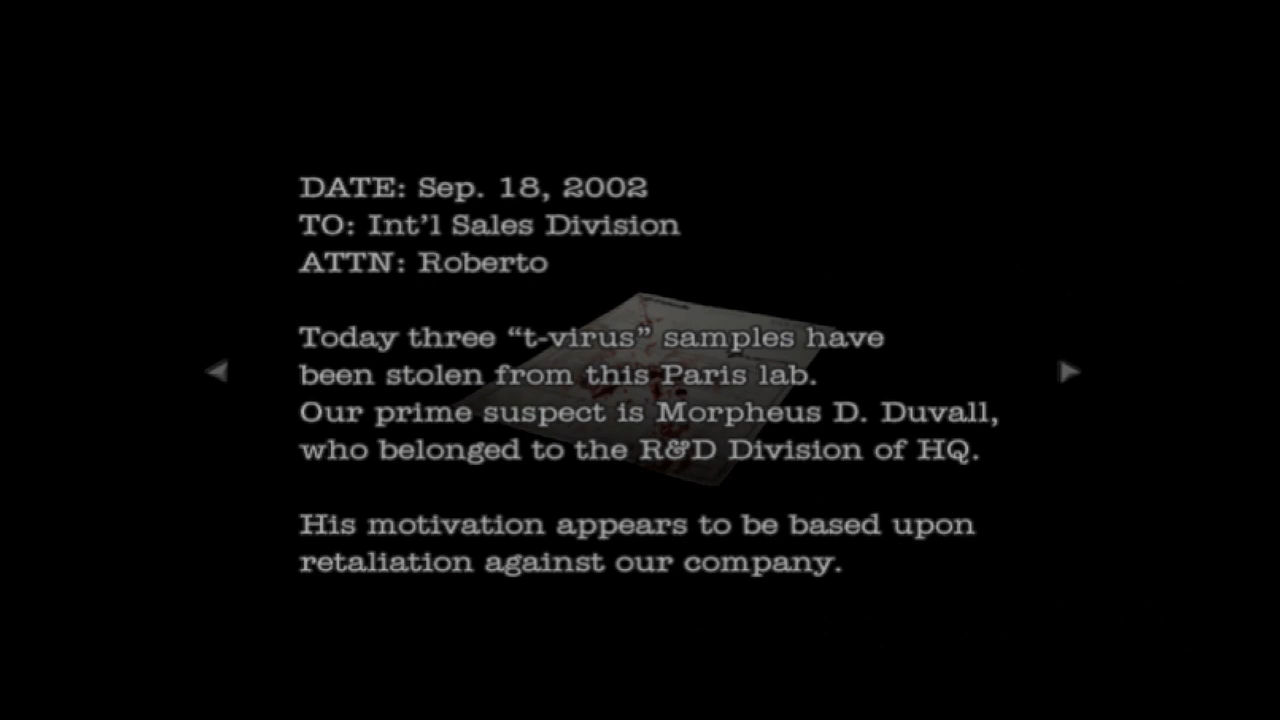 DATE: Sep. 18, 2002
TO: Int’l Sales Division
ATTN: Roberto
Today three “t-virus” samples have
been stolen from this Paris lab.
Our prime suspect is Morpheus D. Duvall,
who belonged to the R&D Division of HQ.
His motivation appears to be based upon
retaliation against our company.